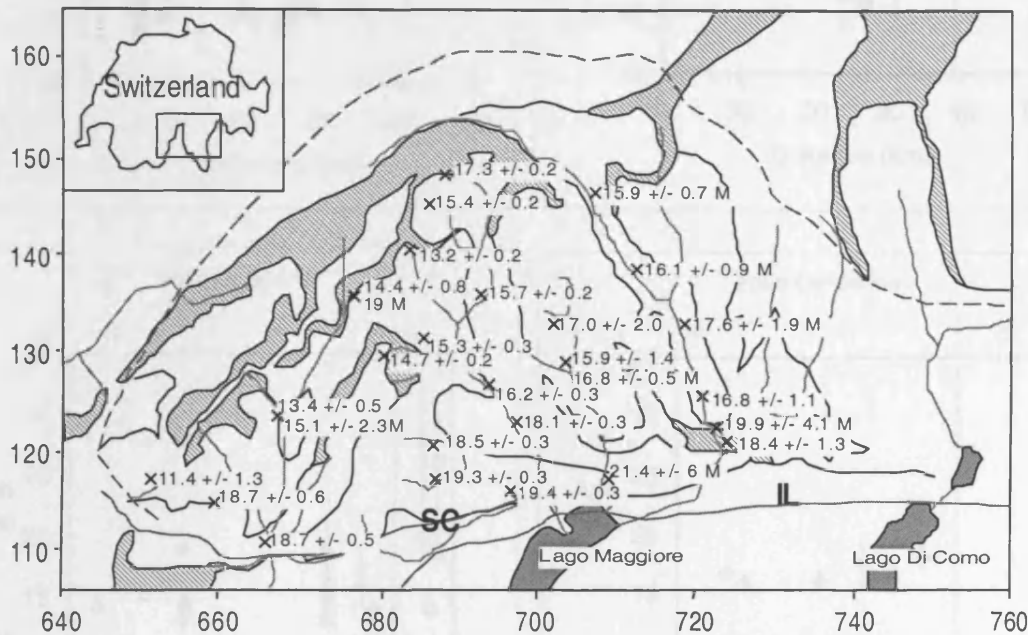 160
150
140
130
120
110
Switzerland
17.3 +/- 0.2
15.4 +/- 0.2
15.9 +/- 0.7 M
13.2 +/- 0.2
16.1 +/- 0.9 M
14.4 +/- 0.8
19 M
15.7 +/- 0.2
17.0 +/- 2.0
17.6 +/- 1.9 M
15.3 +/- 0.3
14.7 +/- 0.2
15.9 +/- 1.4
16.8 +/- 0.5 M
16.2 +/- 0.3
16.8 +/- 1.1
13.4 +/- 0.5
15.1 +/- 2.3 M
18.1 +/- 0.3
19.9 +/- 4.1 M
18.5 +/- 0.3
18.4 +/- 1.3
11.4 +/- 1.3
19.3 +/- 0.3
21.4 +/- 6 M
18.7 +/- 0.6
19.4 +/- 0.3
IL
SC
18.7 +/- 0.5
Lago Maggiore
Lago Di Como
640
660
680
700
720
740
760